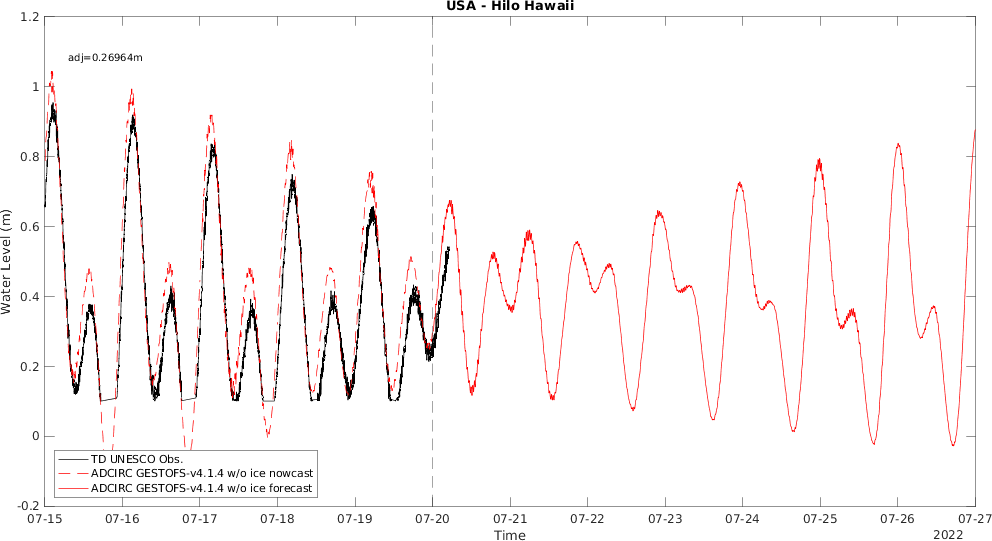 USA - Hilo Hawaii
adj=0.26964m
Water Level (m)
1.2
1
0.8
0.6
0.4
0.2
0
-0.2
TD UNESCO Obs.
ADCIRC GESTOFS-v4.1.4 w/o ice nowcast
ADCIRC GESTOFS-v4.1.4 w/o ice forecast
07-15 07-16 07-17 07-18 07-19 07-20 07-21 07-22 07-23 07-24 07-25 07-26 07-27
Time
2022